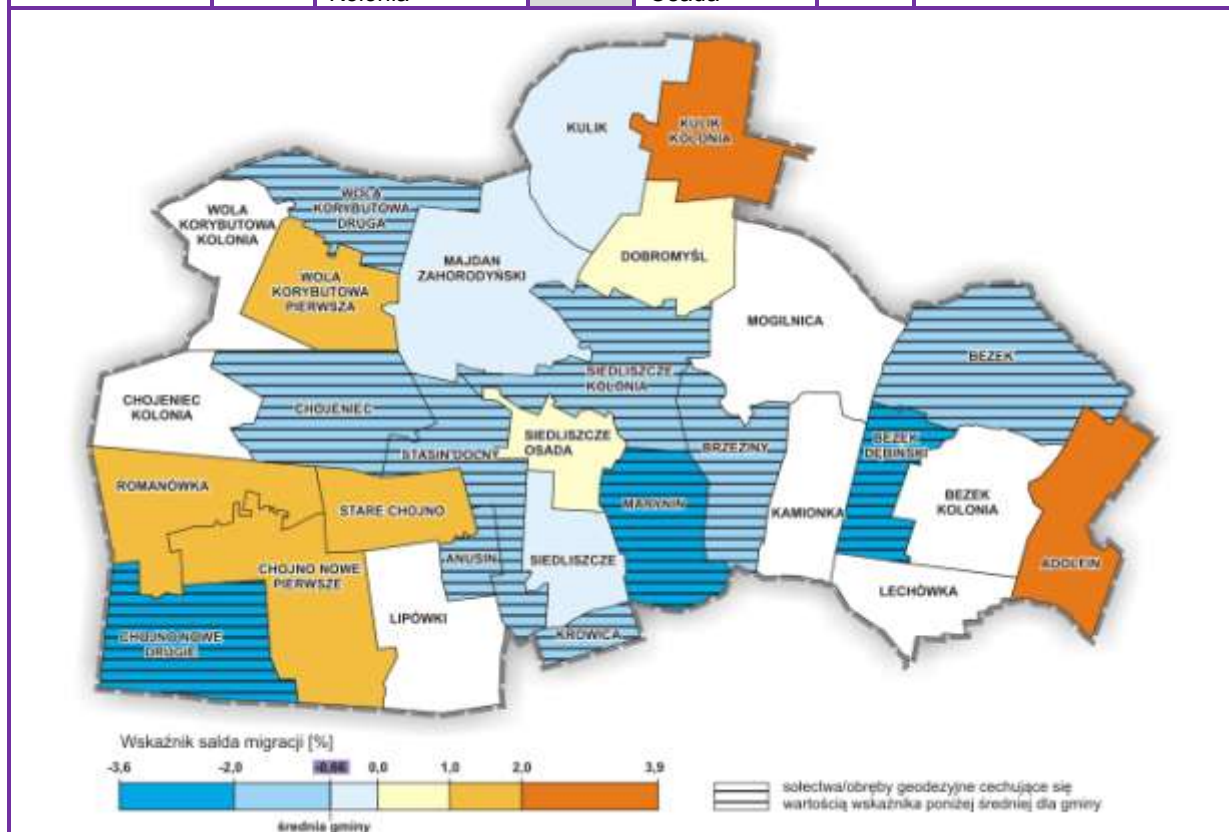 Kolonia
Osada
KULIK
KULIK
KOLONIA
WOLA
KORYBUTOWA
DRUGA
WOLA
KORYBUTOWA
KOLONIA
MAJDAN
ZAHORODYŃSKI
DOBROMYŚL
WOLA
KORYBUTOWA
PIERWSZA
MOGILNICA
BEZEK
SIEDLISZCZE
KOLONIA
CHOJENIEC
KOLONIA
CHOJENIEC
SIEDLISZCZE
OSADA
STASIN DOLNY
BRZEZINY
BEZEK
DĘBIŃSKI
ROMANÓWKA
STARE CHOJNO
MARYNIN
KAMIONKA
BEZEK
KOLONIA
ANUSIN
SIEDLISZCZE
CHOJNO NOWE
PIERWSZE
ADOLFIN
LECHÓWKA
LIPÓWKI
CHOJNO NOWE
DRUGIE
KROWICA
Wskaźnik salda migracji [%]
-3,6 -2,0 -0,66 0,0 1,0 2,0 3,9
średnia gminy
sołectwa/obręby geodezyjne cechujące się
wartością wskaźnika poniżej średniej dla gminy